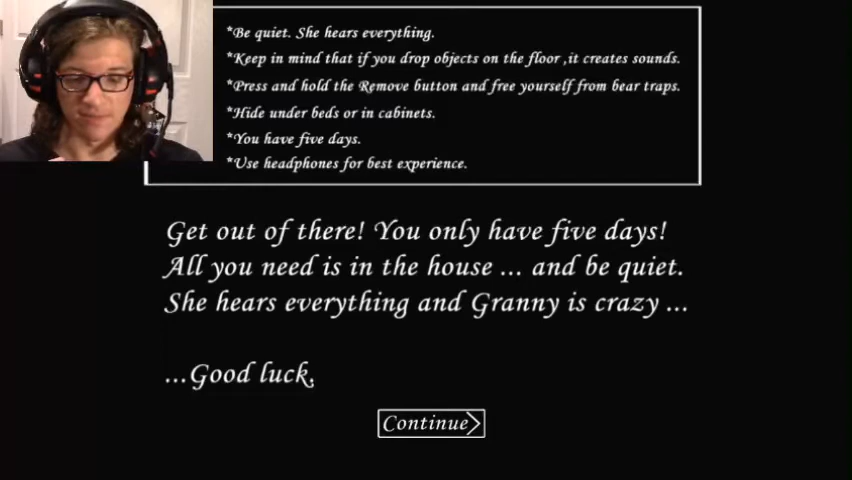 *Be quiet. She hears everything.
*Keep in mind that if you drop objects on the floor ,it creates sounds.
*Press and hold the Remove button and free yourself from bear traps.
*Hide under beds or in cabinets.
*You have five days.
*Use headphones for best experience.
Get out of there! You only have five days!
All you need is in the house ... and be quiet.
She hears everything and Granny is crazy ...
...Good luck.
Continue